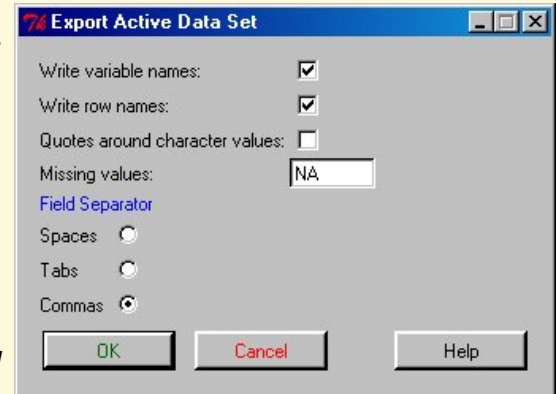 Export Active Data Set
Write variable names:
Write row names:
Quotes around character values:
Missing values: NA
Field Separator
Spaces
Tabs
Commas
OK Cancel Help